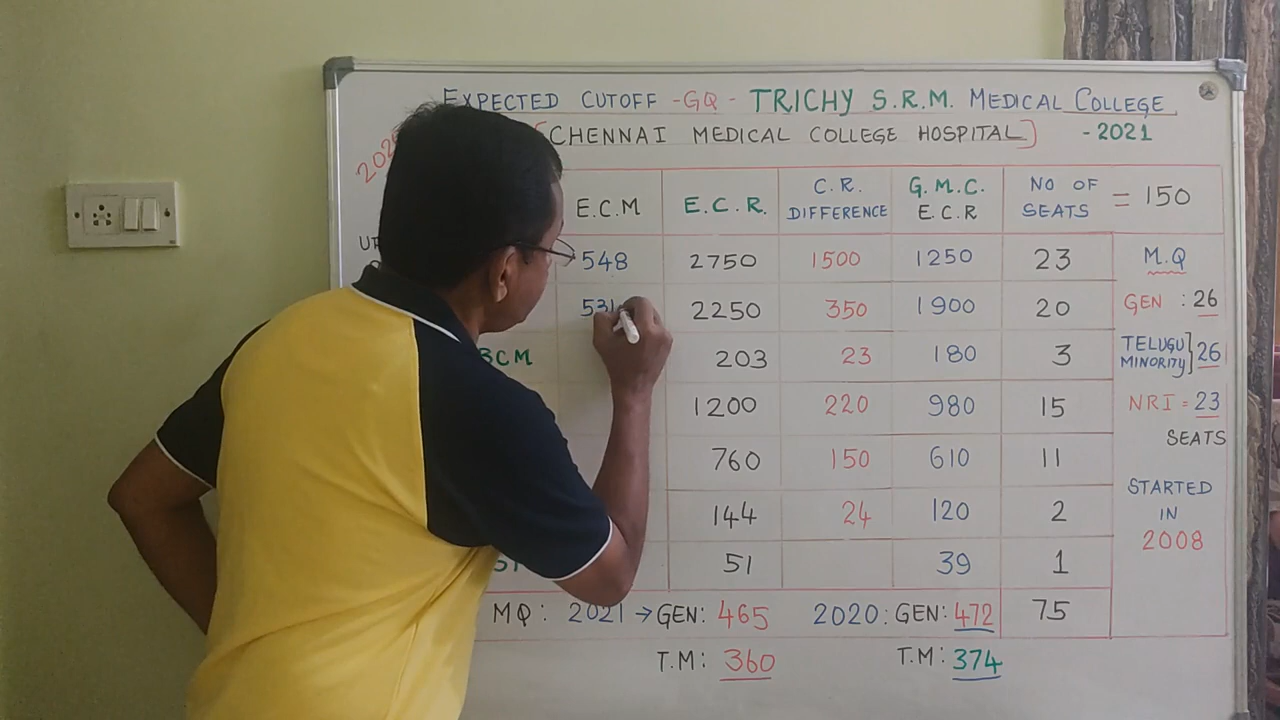 EXPECTED CUTOFF -GQ- TRICHY S.R.M. MEDICAL COLLEGE
[CHENNAI MEDICAL COLLEGE HOSPITAL] - 2021
E.C.M E.C.R. C.R. DIFFERENCE G.M.C. E.C.R NO OF SEATS = 150
548 2750 1500 1250 23
531 2250 350 1900 20
BCM 203 23 180 3
1200 220 980 15
760 150 610 11
144 24 120 2
51 39 1
MQ: 2021 → GEN: 465 2020: GEN: 472 75
T.M: 360 T.M: 374
M.Q
GEN : 26
TELUGU MINORITY } 26
NRI = 23
SEATS
STARTED
IN
2008